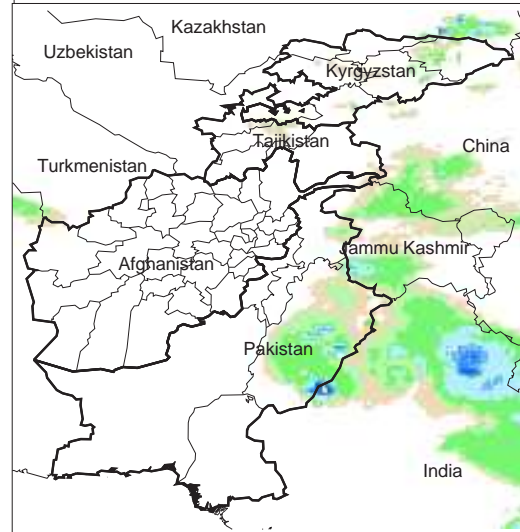 Kazakhstan
Uzbekistan
Kyrgyzstan
Tajikistan
China
Turkmenistan
Jammu Kashmir
Afghanistan
Pakistan
India